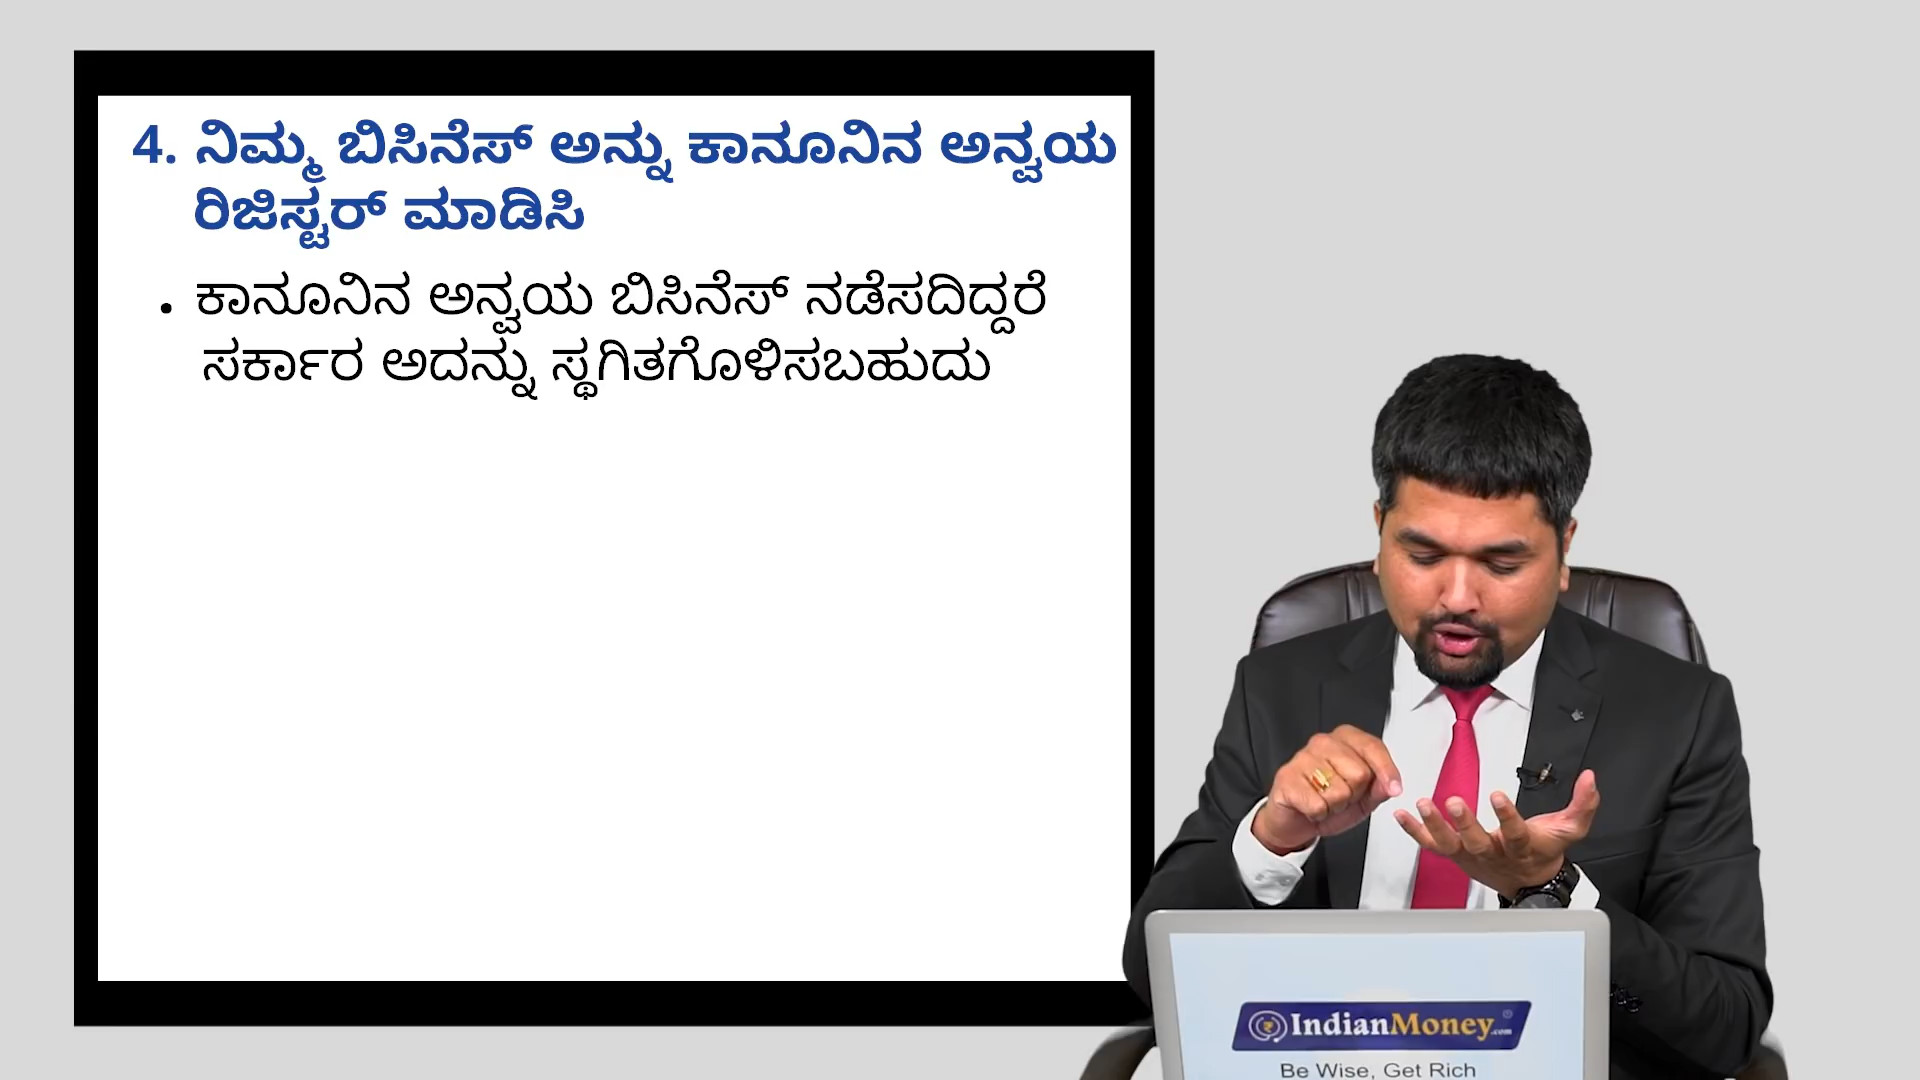 4. ನಿಮ್ಮ ಬಿಸಿನೆಸ್ ಅನ್ನು ಕಾನೂನಿನ ಅನ್ವಯ
ರಿಜಿಸ್ಟರ್ ಮಾಡಿಸಿ
• ಕಾನೂನಿನ ಅನ್ವಯ ಬಿಸಿನೆಸ್ ನಡೆಸದಿದ್ದರೆ
ಸರ್ಕಾರ ಅದನ್ನು ಸ್ಥಗಿತಗೊಳಿಸಬಹುದು
IndianMoney.com
Be Wise, Get Rich